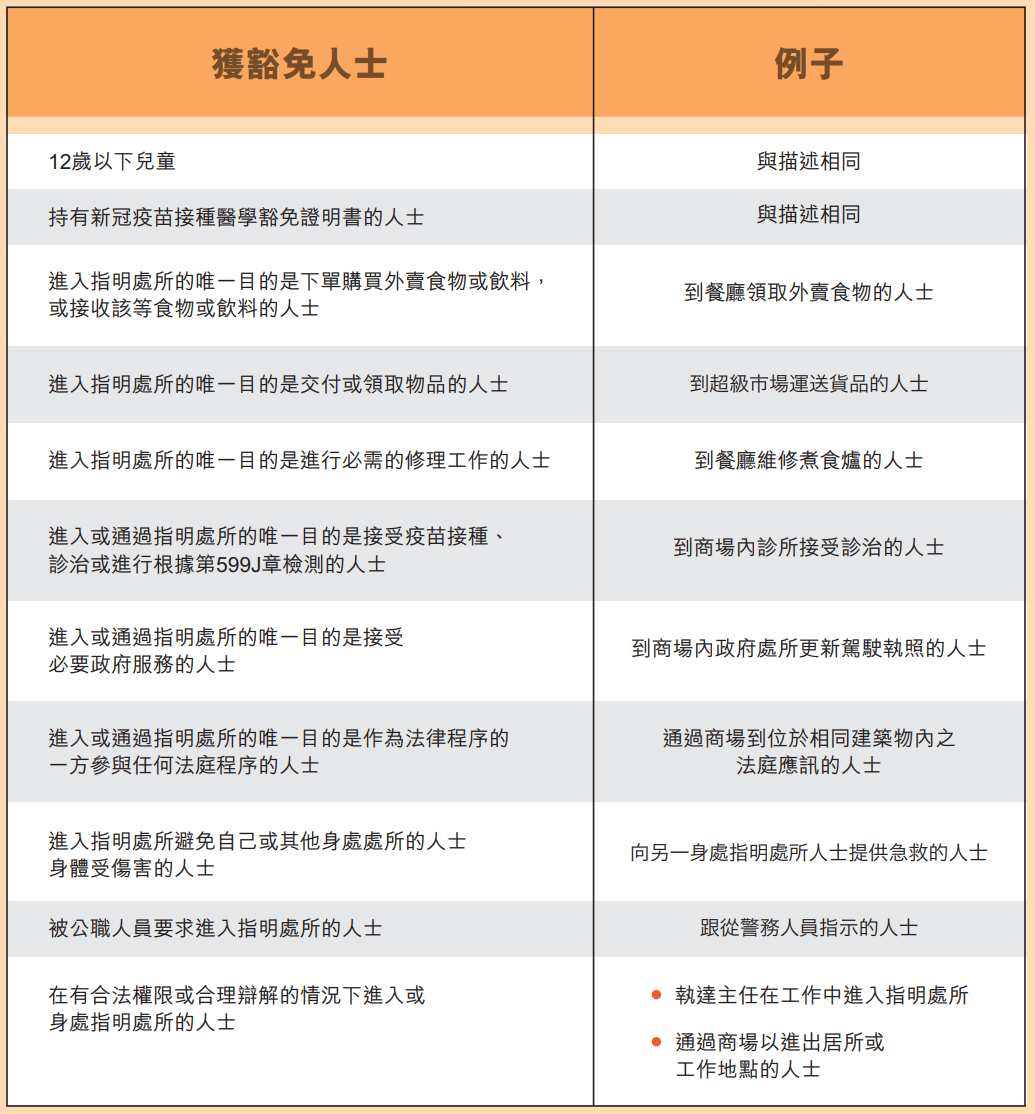 獲豁免人士
例子
12歲以下兒童
與描述相同
持有新冠疫苗接種醫學豁免證明書的人士
與描述相同
進入指明處所的唯一目的是下單購買外賣食物或飲料，
或接收該等食物或飲料的人士
到餐廳領取外賣食物的人士
進入指明處所的唯一目的是交付或領取物品的人士
到超級市場運送貨品的人士
進入指明處所的唯一目的是進行必需的修理工作的人士
到餐廳維修煮食爐的人士
進入或通過指明處所的唯一目的是接受疫苗接種、
診治或進行根據第599J章檢測的人士
到商場內診所接受診治的人士
進入或通過指明處所的唯一目的是接受
必要政府服務的人士
到商場內政府處所更新駕駛執照的人士
進入或通過指明處所的唯一目的是作為法律程序的
一方參與任何法庭程序的人士
通過商場到位於相同建築物內之
法庭應訊的人士
進入指明處所避免自己或其他身處處所的人士
身體受傷害的人士
向另一身處指明處所人士提供急救的人士
被公職人員要求進入指明處所的人士
跟從警務人員指示的人士
在有合法權限或合理辯解的情況下進入或
身處指明處所的人士
• 執達主任在工作中進入指明處所
• 通過商場以進出居所或
工作地點的人士